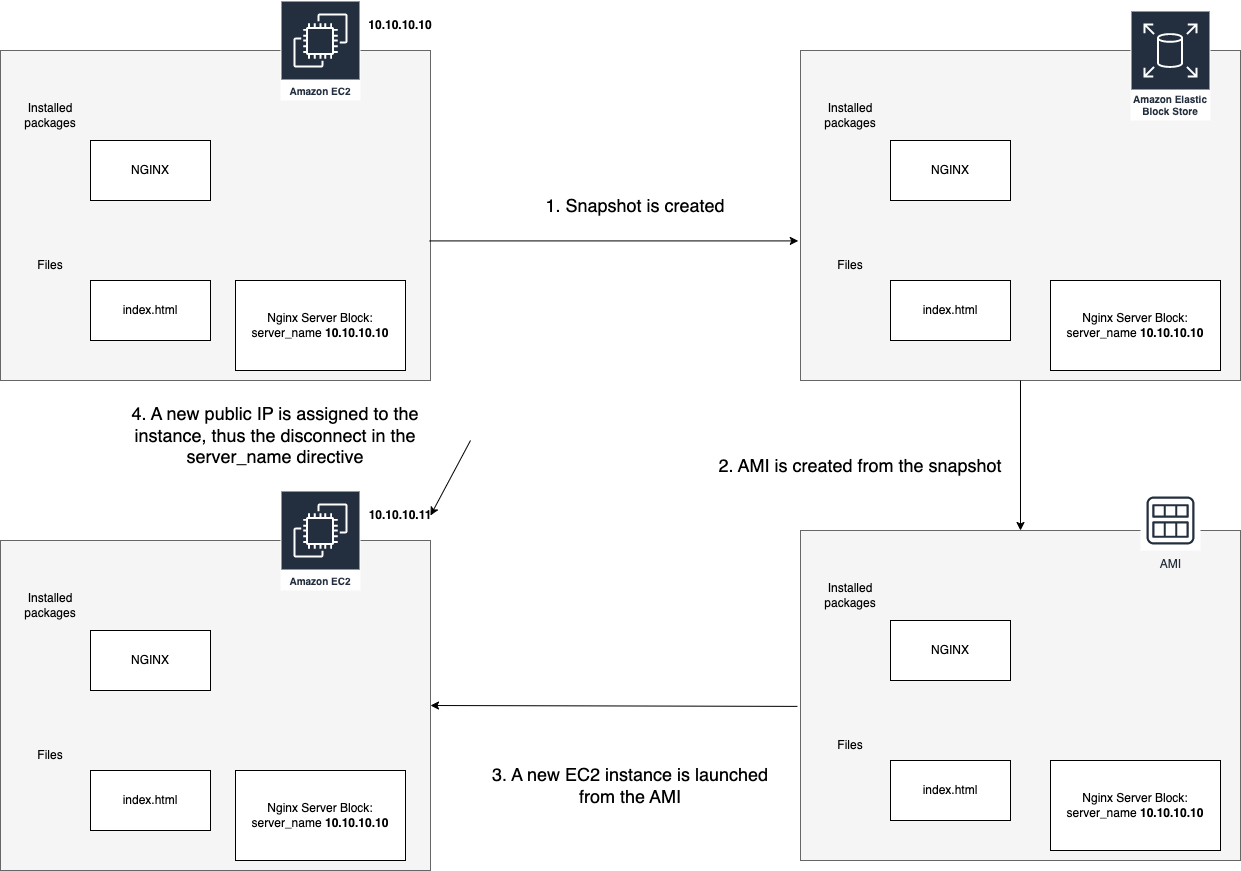 10.10.10.10
Amazon EC2
Installed
packages
NGINX
Files
index.html
Nginx Server Block:
server_name 10.10.10.10
1. Snapshot is created
Amazon Elastic
Block Store
Installed
packages
NGINX
Files
index.html
Nginx Server Block:
server_name 10.10.10.10
4. A new public IP is assigned to the
instance, thus the disconnect in the
server_name directive
2. AMI is created from the snapshot
10.10.10.11
Amazon EC2
Installed
packages
NGINX
Files
index.html
Nginx Server Block:
server_name 10.10.10.10
3. A new EC2 instance is launched
from the AMI
AMI
Installed
packages
NGINX
Files
index.html
Nginx Server Block:
server_name 10.10.10.10